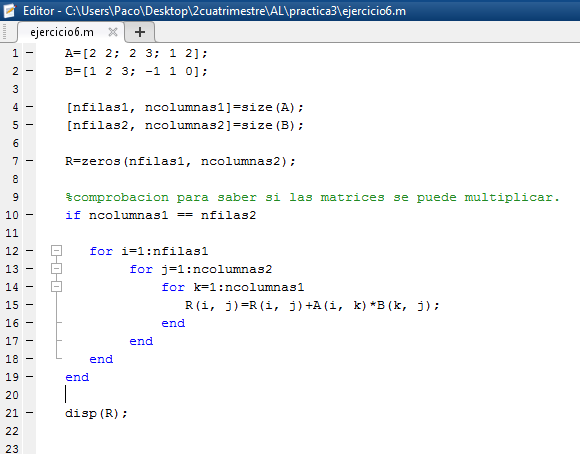 Editor - C:\Users\Paco\Desktop\2cuatrimestre\AL\practica3\ejercicio6.m
ejercicio6.m × +
1 – A=[2 2; 2 3; 1 2];
2 – B=[1 2 3; -1 1 0];
3
4 – [nfilas1, ncolumnas1]=size(A);
5 – [nfilas2, ncolumnas2]=size(B);
6
7 – R=zeros(nfilas1, ncolumnas2);
8
9 %comprobacion para saber si las matrices se puede multiplicar.
10 – if ncolumnas1 == nfilas2
11
12 – for i=1:nfilas1
13 – for j=1:ncolumnas2
14 – for k=1:ncolumnas1
15 – R(i, j)=R(i, j)+A(i, k)*B(k, j);
16 – end
17 – end
18 – end
19 – end
20
21 – disp(R);
22
23